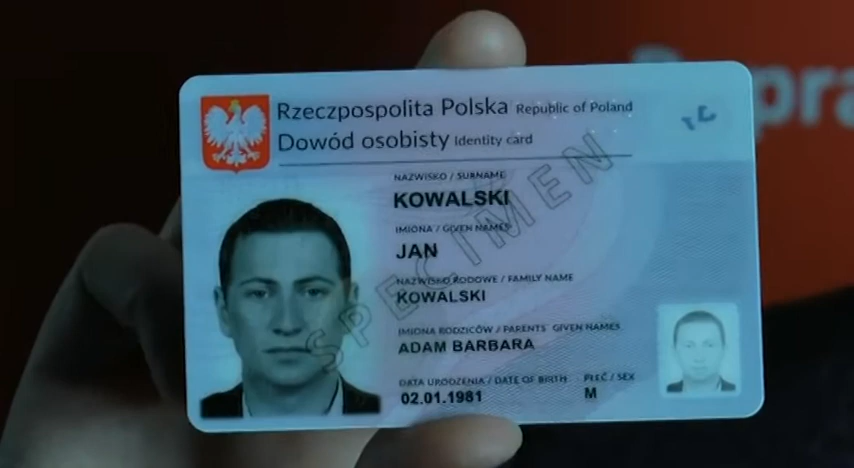 Rzeczpospolita Polska Republic of Poland
Dowód osobisty Identity card
NAZWISKO / SURNAME
KOWALSKI
IMIONA / GIVEN NAMES
JAN
NAZWISKO RODOWE / FAMILY NAME
KOWALSKI
IMIONA RODZICÓW / PARENTS' GIVEN NAMES
ADAM BARBARA
DATA URODZENIA / DATE OF BIRTH PŁEĆ / SEX
02.01.1981 M
SPECIMEN
pra